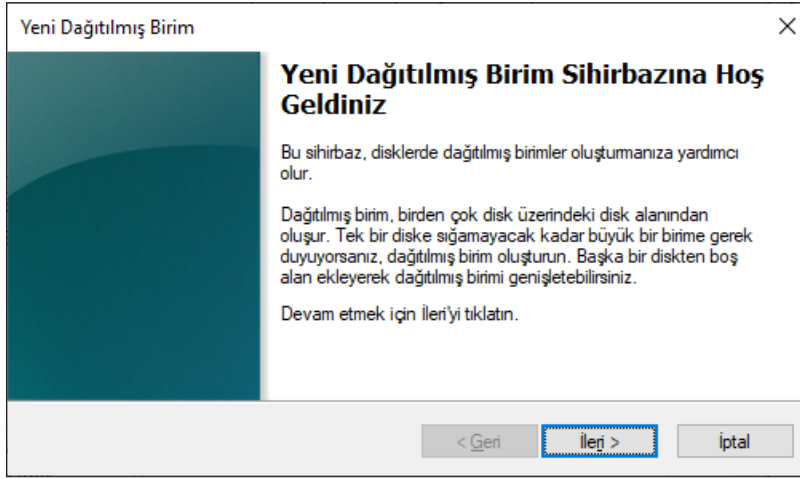 Yeni Dağıtılmış Birim
Yeni Dağıtılmış Birim Sihirbazına Hoş
Geldiniz
Bu sihirbaz, disklerde dağıtılmış birimler oluşturmanıza yardımcı
olur.
Dağıtılmış birim, birden çok disk üzerindeki disk alanından
oluşur. Tek bir diske sığamayacak kadar büyük bir birime gerek
duyuyorsanız, dağıtılmış birim oluşturun. Başka bir diskten boş
alan ekleyerek dağıtılmış birimi genişletebilirsiniz.
Devam etmek için İleri'yi tıklatın.
< Geri İleri > İptal